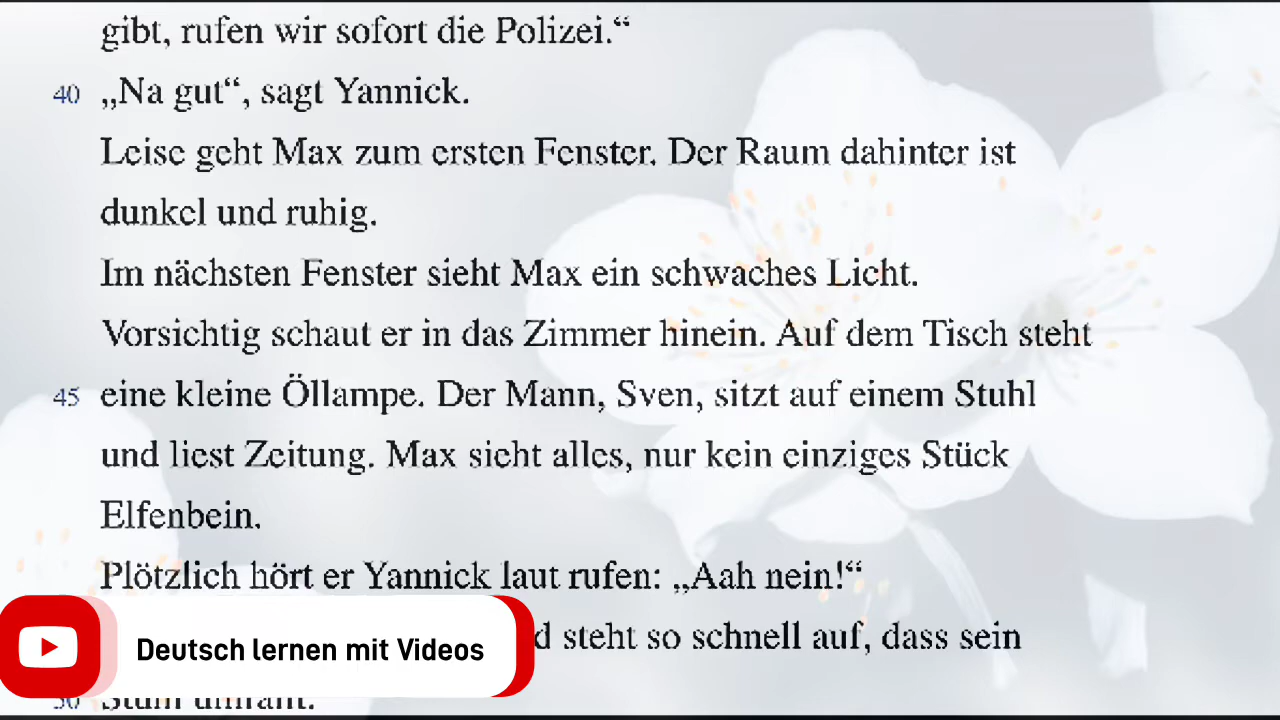 gibt, rufen wir sofort die Polizei.“
40 „Na gut“, sagt Yannick.
Leise geht Max zum ersten Fenster. Der Raum dahinter ist
dunkel und ruhig.
Im nächsten Fenster sieht Max ein schwaches Licht.
Vorsichtig schaut er in das Zimmer hinein. Auf dem Tisch steht
45 eine kleine Öllampe. Der Mann, Sven, sitzt auf einem Stuhl
und liest Zeitung. Max sieht alles, nur kein einziges Stück
Elfenbein.
Plötzlich hört er Yannick laut rufen: „Aah nein!“
steht so schnell auf, dass sein
Deutsch lernen mit Videos
50 Stuhl umfällt.